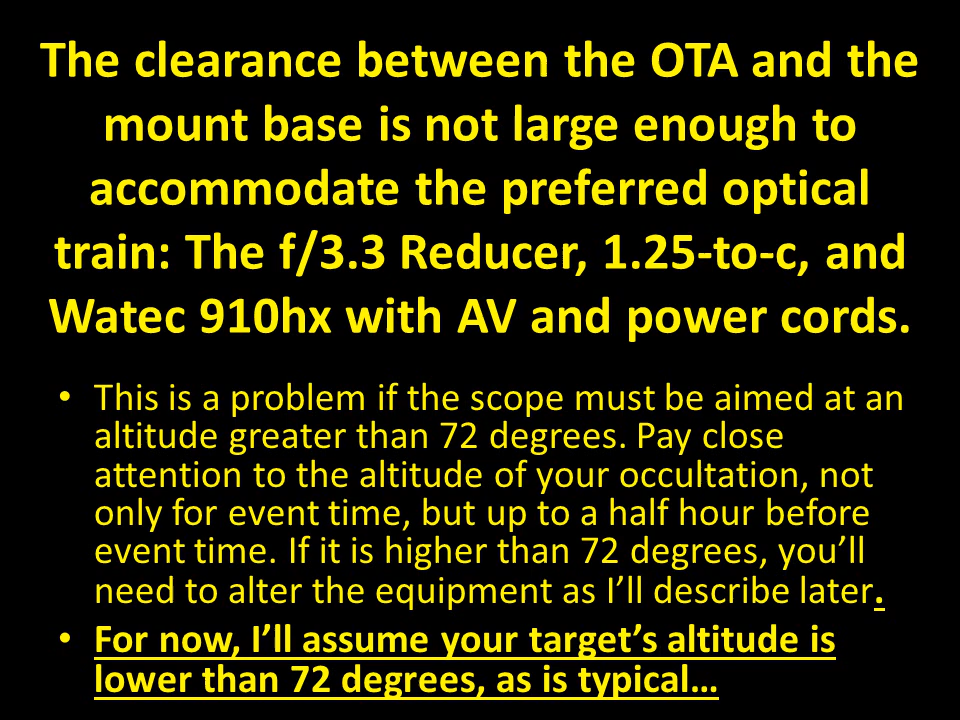 The clearance between the OTA and the
mount base is not large enough to
accommodate the preferred optical
train: The f/3.3 Reducer, 1.25-to-c, and
Watec 910hx with AV and power cords.
• This is a problem if the scope must be aimed at an
altitude greater than 72 degrees. Pay close
attention to the altitude of your occultation, not
only for event time, but up to a half hour before
event time. If it is higher than 72 degrees, you’ll
need to alter the equipment as I’ll describe later.
• For now, I’ll assume your target’s altitude is
lower than 72 degrees, as is typical…